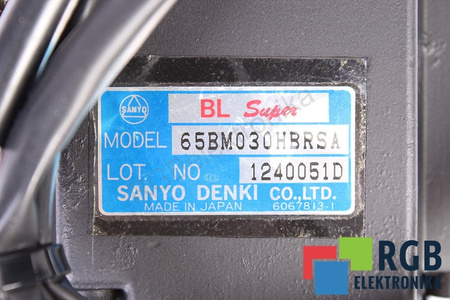 SANYO
BL Super
MODEL 65BM030HBRSA
LOT. NO 1240051D
SANYO DENKI CO.,LTD.
MADE IN JAPAN 6067813-1
RGB
ELEKTRONIKA